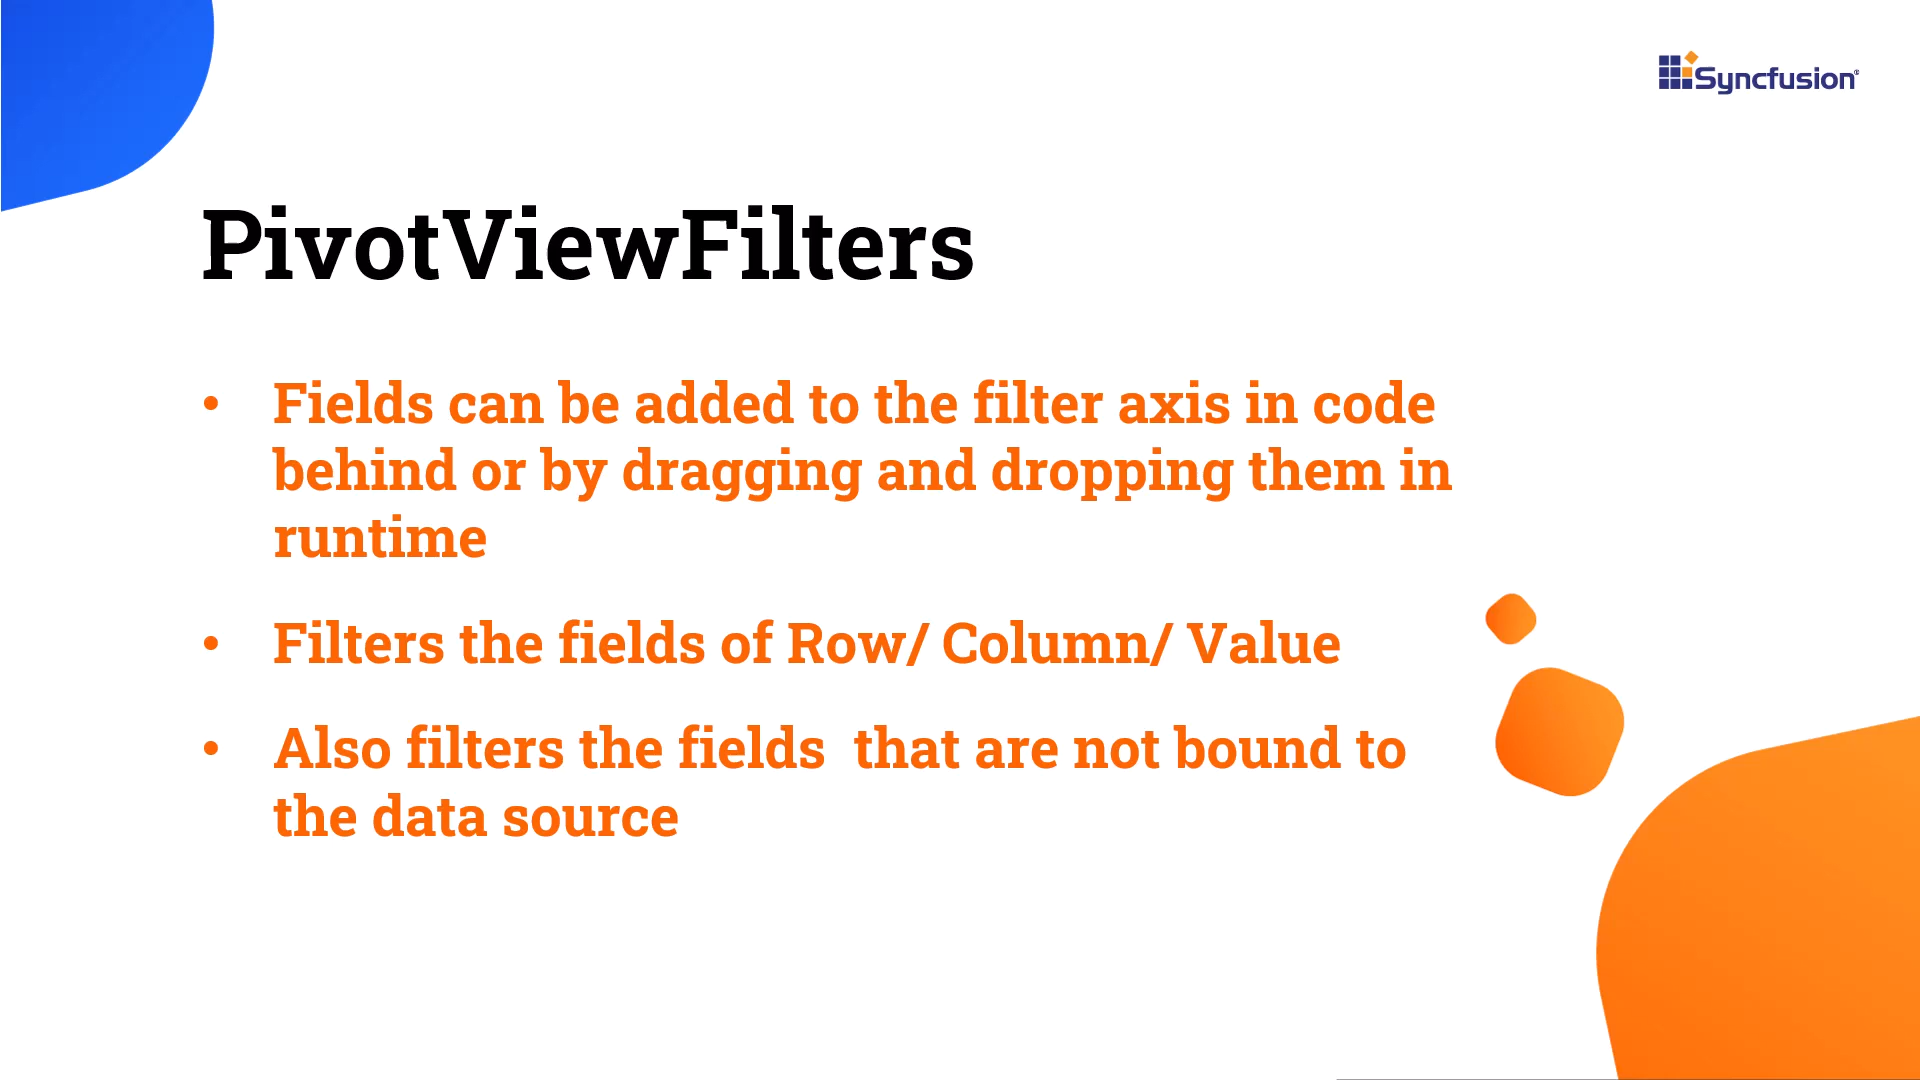 Syncfusion®
PivotViewFilters
• Fields can be added to the filter axis in code
behind or by dragging and dropping them in
runtime
• Filters the fields of Row/ Column/ Value
• Also filters the fields  that are not bound to
the data source